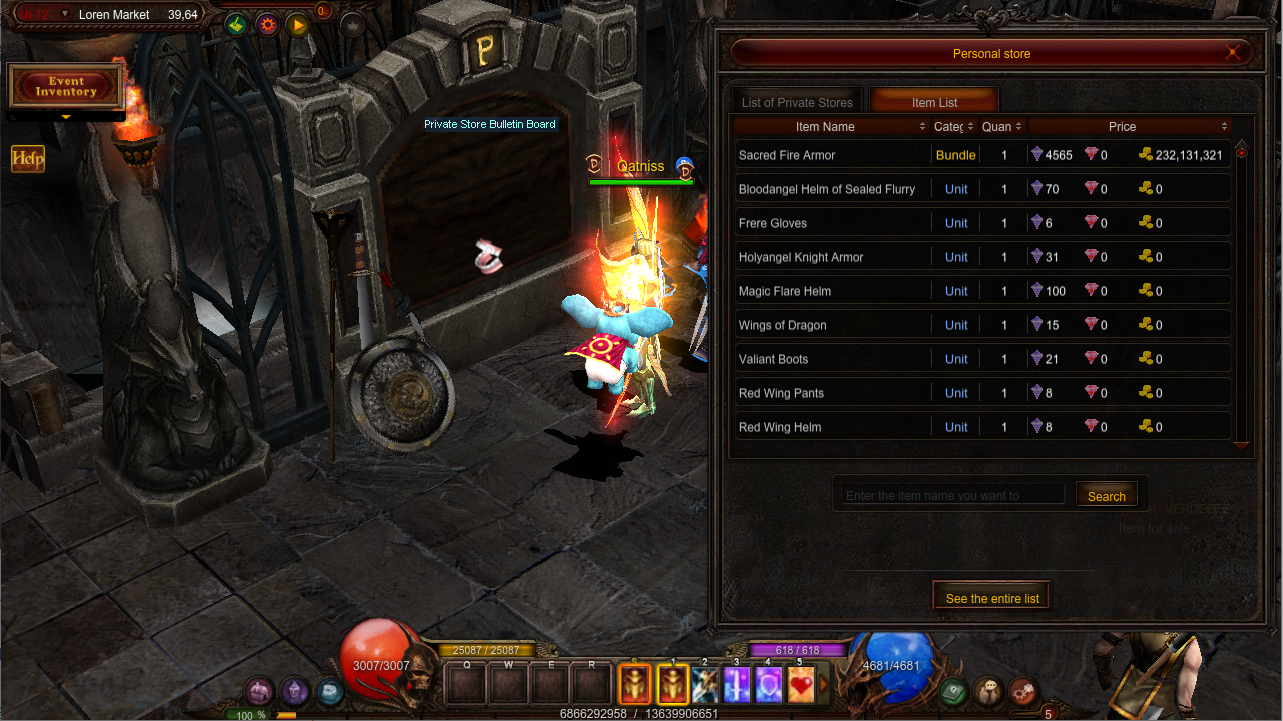 ch-12 Loren Market 39,64
0
P
Personal store
Event
Inventory
List of Private Stores Item List
Private Store Bulletin Board
Item Name Categ Quan Price
Help
Qatniss
D D
Sacred Fire Armor Bundle 1 4565 0 232,131,321
Bloodangel Helm of Sealed Flurry Unit 1 70 0 0
Frere Gloves Unit 1 6 0 0
Holyangel Knight Armor Unit 1 31 0 0
Magic Flare Helm Unit 1 100 0 0
Wings of Dragon Unit 1 15 0 0
Valiant Boots Unit 1 21 0 0
Red Wing Pants Unit 1 8 0 0
Red Wing Helm Unit 1 8 0 0
Enter the item name you want to Search
Item for sale
See the entire list
25087 / 25087 618 / 618
3007/3007 Q W E R S 1 2 3 4 5 4681/4681
100 % 6866292958 / 13639906651 5